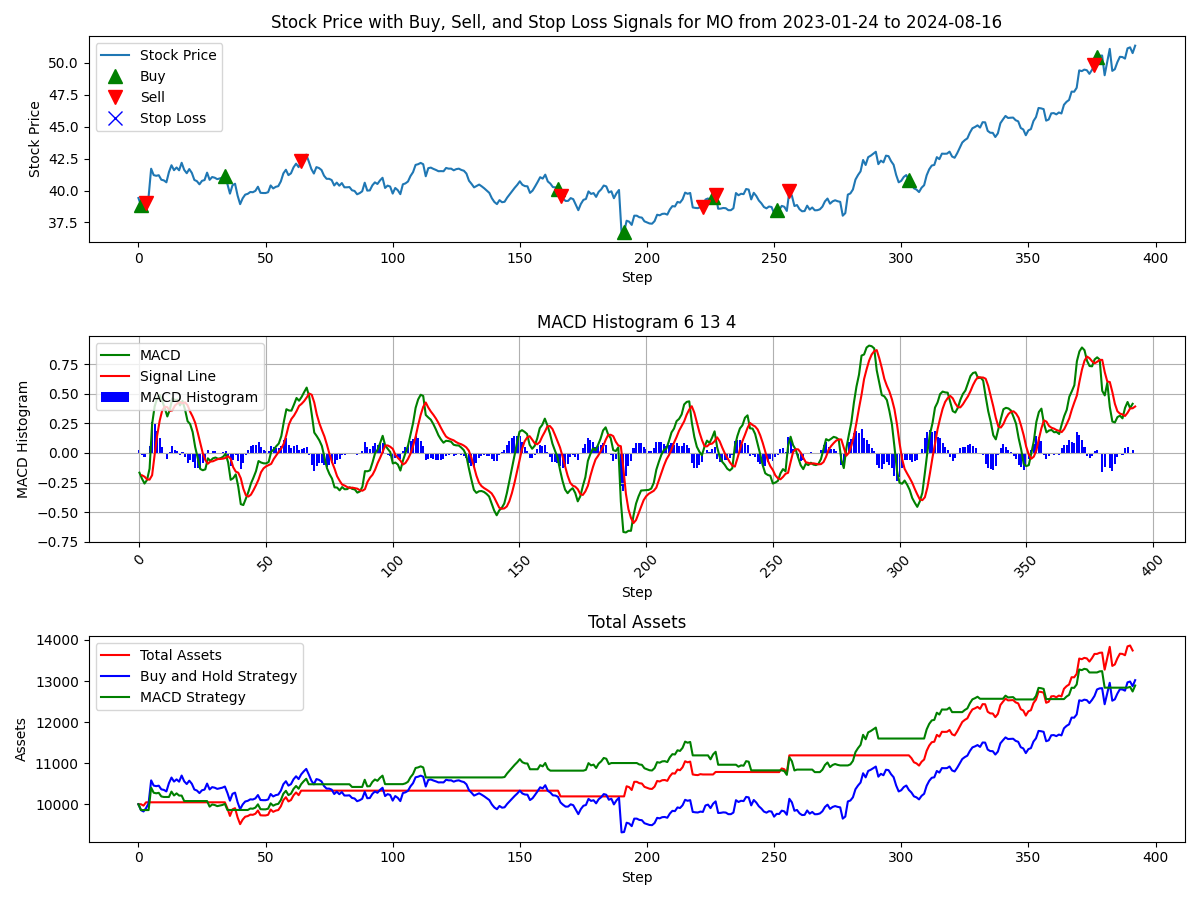 Stock Price with Buy, Sell, and Stop Loss Signals for MO from 2023-01-24 to 2024-08-16
Stock Price
Buy
Sell
Stop Loss
50.0
47.5
45.0
42.5
40.0
37.5
Stock Price
0 50 100 150 200 250 300 350 400
Step
MACD Histogram 6 13 4
MACD
Signal Line
MACD Histogram
0.75
0.50
0.25
0.00
−0.25
−0.50
−0.75
MACD Histogram
0 50 100 150 200 250 300 350 400
Step
Total Assets
Total Assets
Buy and Hold Strategy
MACD Strategy
14000
13000
12000
11000
10000
Assets
0 50 100 150 200 250 300 350 400
Step